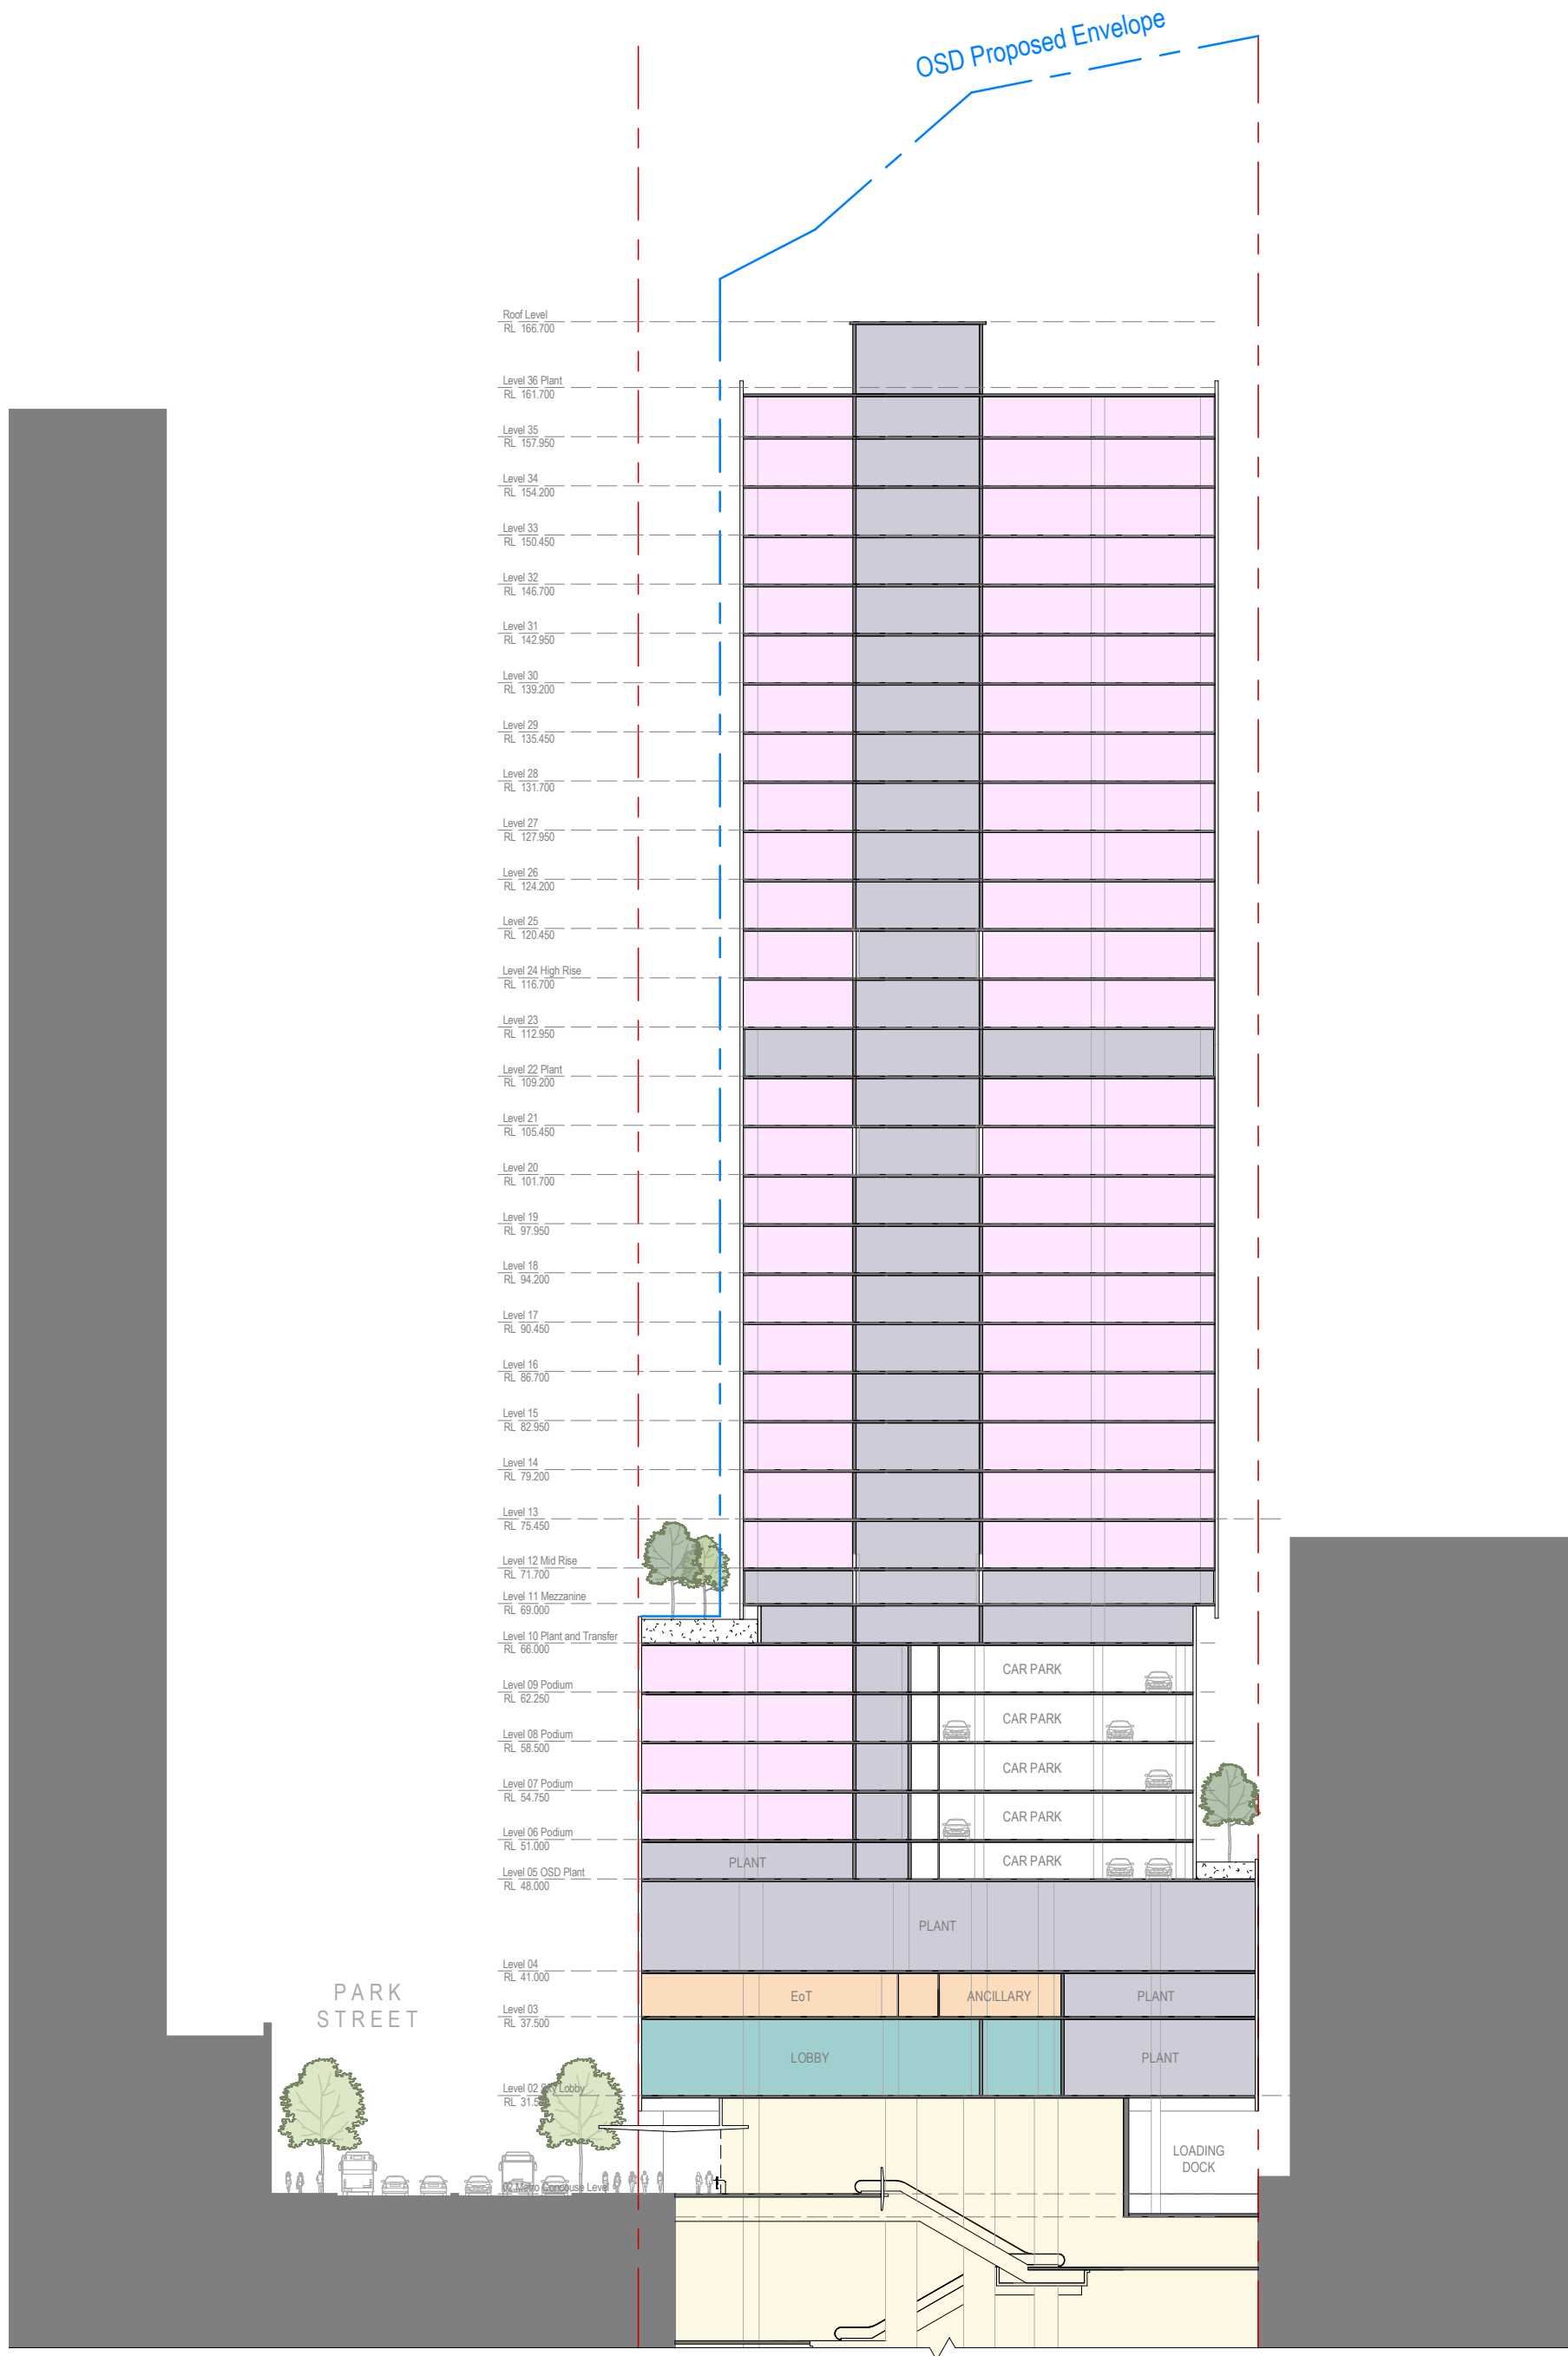 OSD Proposed Envelope
Roof Level
RL 166.700
Level 36 Plant
RL 161.700
Level 35
RL 157.950
Level 34
RL 154.200
Level 33
RL 150.450
Level 32
RL 146.700
Level 31
RL 142.950
Level 30
RL 139.200
Level 29
RL 135.450
Level 28
RL 131.700
Level 27
RL 127.950
Level 26
RL 124.200
Level 25
RL 120.450
Level 24 High Rise
RL 116.700
Level 23
RL 112.950
Level 22 Plant
RL 109.200
Level 21
RL 105.450
Level 20
RL 101.700
Level 19
RL 97.950
Level 18
RL 94.200
Level 17
RL 90.450
Level 16
RL 86.700
Level 15
RL 82.950
Level 14
RL 79.200
Level 13
RL 75.450
Level 12 Mid Rise
RL 71.700
Level 11 Mezzanine
RL 69.000
Level 10 Plant and Transfer
RL 66.000
CAR PARK
Level 09 Podium
RL 62.250
CAR PARK
Level 08 Podium
RL 58.500
CAR PARK
Level 07 Podium
RL 54.750
CAR PARK
Level 06 Podium
RL 51.000
PLANT
CAR PARK
Level 05 OSD Plant
RL 48.000
PLANT
Level 04
RL 41.000
PARK
STREET
EoT
ANCILLARY
PLANT
Level 03
RL 37.500
LOBBY
PLANT
Level 02 Sky Lobby
RL
LOADING
DOCK
02 Metro Concouse Level